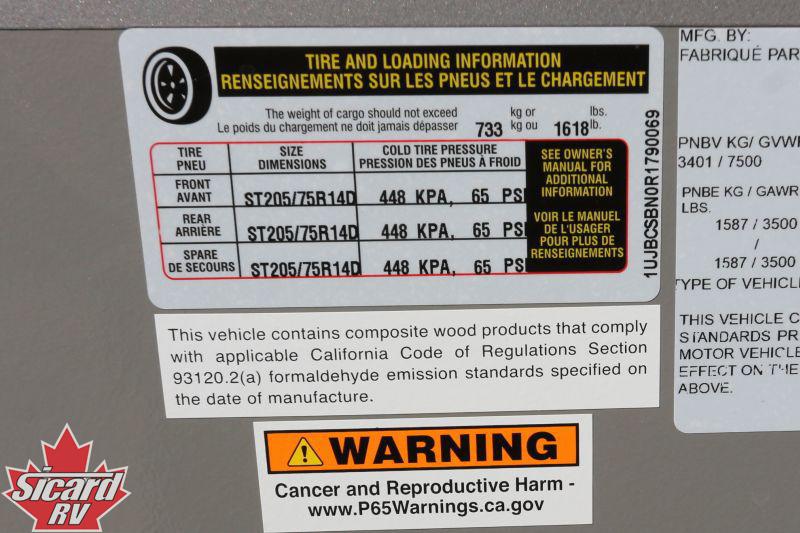 TIRE AND LOADING INFORMATION
RENSEIGNEMENTS SUR LES PNEUS ET LE CHARGEMENT
The weight of cargo should not exceed kg or lbs.
Le poids du chargement ne doit jamais dépasser 733 kg ou 1618 lb.
TIRE SIZE COLD TIRE PRESSURE
PNEU DIMENSIONS PRESSION DES PNEUS À FROID
FRONT
AVANT ST205/75R14D 448 KPA, 65 PSI
REAR
ARRIÈRE ST205/75R14D 448 KPA, 65 PSI
SPARE
DE SECOURS ST205/75R14D 448 KPA, 65 PSI
SEE OWNER'S
MANUAL FOR
ADDITIONAL
INFORMATION
VOIR LE MANUEL
DE L'USAGER
POUR PLUS DE
RENSEIGNEMENTS
1UJBCSBN0R1790069
MFG. BY:
FABRIQUÉ PAR
PNBV KG/ GVWR
3401 / 7500
PNBE KG / GAWR
LBS.
1587 / 3500
/
1587 / 3500
TYPE OF VEHICL
THIS VEHICLE C
STANDARDS PR
MOTOR VEHICLE
EFFECT ON THE
ABOVE.
This vehicle contains composite wood products that comply
with applicable California Code of Regulations Section
93120.2(a) formaldehyde emission standards specified on
the date of manufacture.
WARNING
Cancer and Reproductive Harm -
www.P65Warnings.ca.gov
Sicard
RV